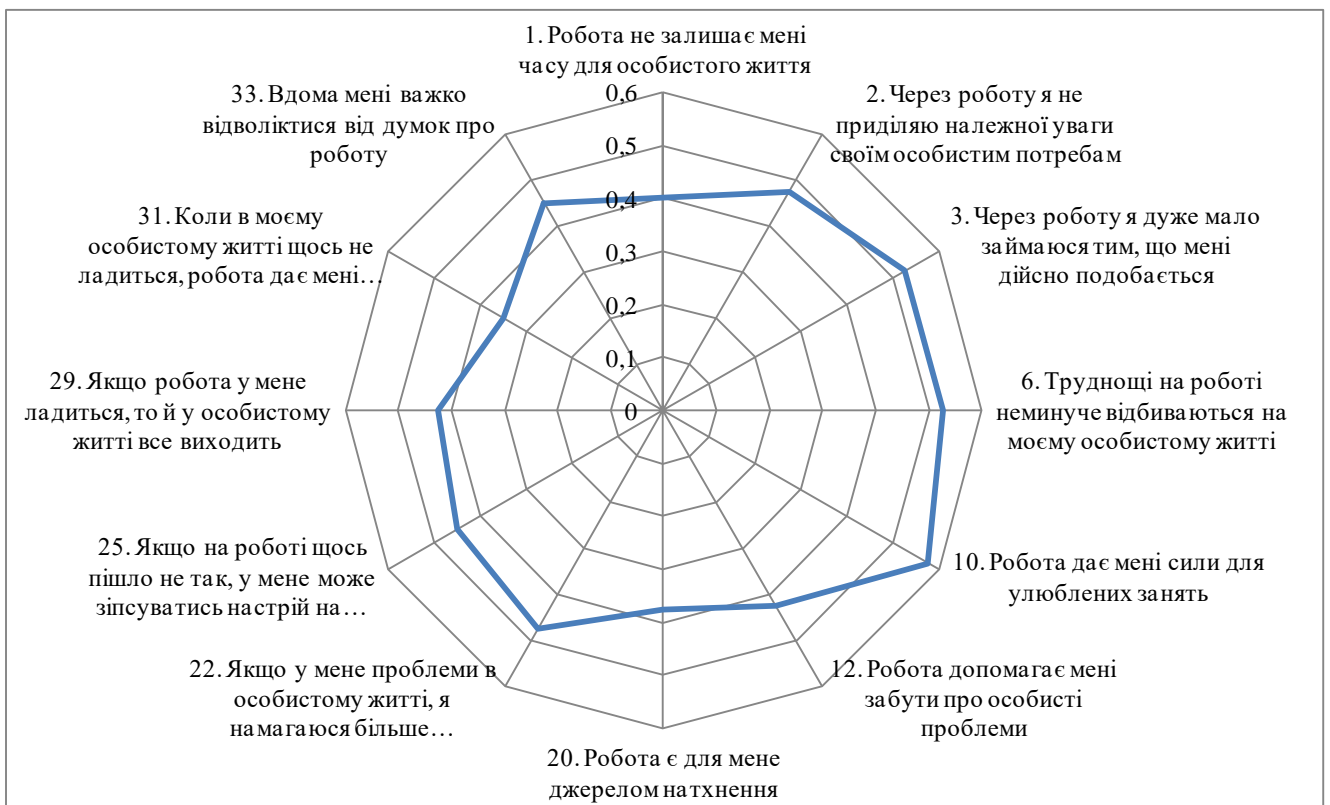 1. Робота не залишає мені
часу для особистого життя
2. Через роботу я не
приділяю належної уваги
своїм особистим потребам
3. Через роботу я дуже мало
займаюся тим, що мені
дійсно подобається
6. Труднощі на роботі
неминуче відбиваються на
моєму особистому житті
10. Робота дає мені сили для
улюблених занять
12. Робота допомагає мені
забути про особисті
проблеми
20. Робота є для мене
джерелом натхнення
22. Якщо у мене проблеми в
особистому житті, я
намагаюся більше…
25. Якщо на роботі щось
пішло не так, у мене може
зіпсуватись настрій на…
29. Якщо робота у мене
ладиться, то й у особистому
житті все виходить
31. Коли в моєму
особистому житті щось не
ладиться, робота дає мені…
33. Вдома мені важко
відволіктися від думок про
роботу
0,6
0,5
0,4
0,3
0,2
0,1
0